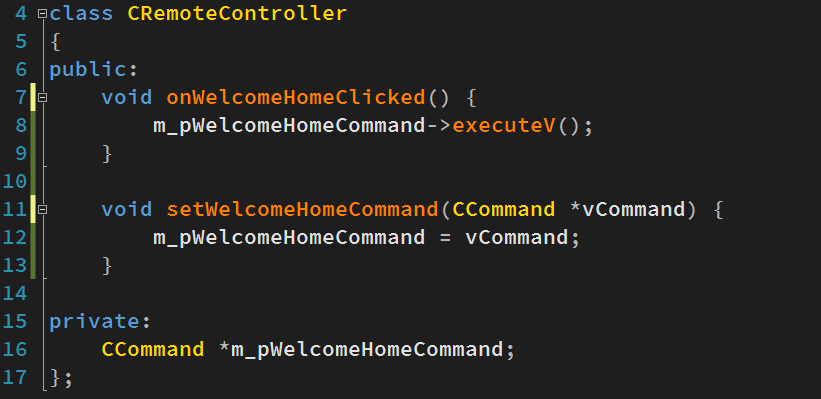 4 class CRemoteController
5 {
6 public:
7     void onWelcomeHomeClicked() {
8         m_pWelcomeHomeCommand->executeV();
9     }
10
11     void setWelcomeHomeCommand(CCommand *vCommand) {
12         m_pWelcomeHomeCommand = vCommand;
13     }
14
15 private:
16     CCommand *m_pWelcomeHomeCommand;
17 };